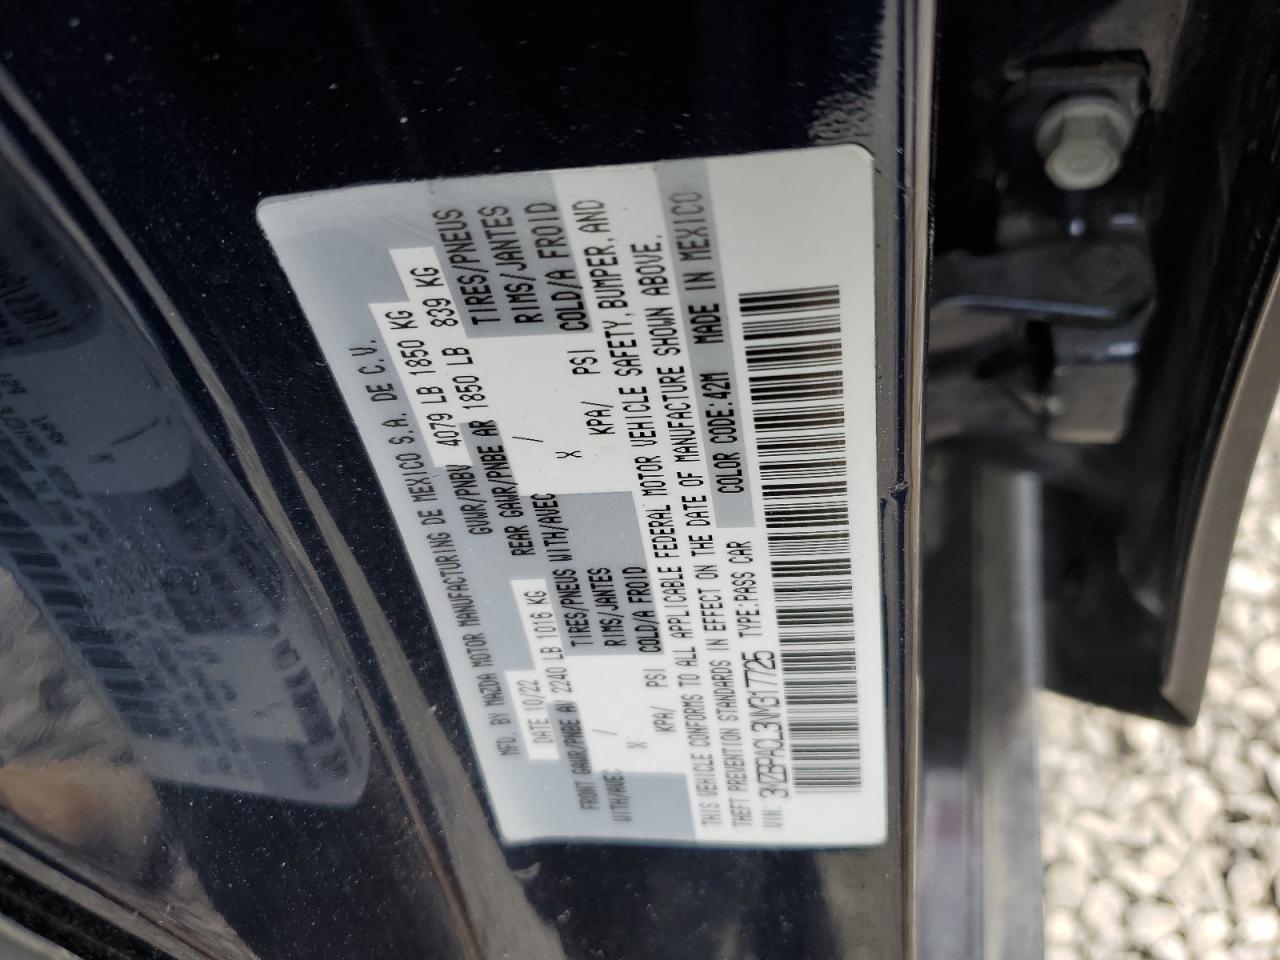 MFD. BY MAZDA MOTOR MANUFACTURING DE MEXICO S.A. DE C.V.
DATE 10/22 GVWR/PNBV 4079 LB 1850 KG
FRONT GAWR/PNBE AV 2240 LB 1016 KG REAR GAWR/PNBE AR 1850 LB 839 KG
WITH/AVEC / TIRES/PNEUS WITH/AVEC / TIRES/PNEUS
X RIMS/JANTES X RIMS/JANTES
KPA/ PSI COLD/A FROID KPA/ PSI COLD/A FROID
THIS VEHICLE CONFORMS TO ALL APPLICABLE FEDERAL MOTOR VEHICLE SAFETY, BUMPER, AND
THEFT PREVENTION STANDARDS IN EFFECT ON THE DATE OF MANUFACTURE SHOWN ABOVE.
VIN: 3MZBPAOL3NM317725 TYPE:PASS CAR COLOR CODE:42M MADE IN MEXICO